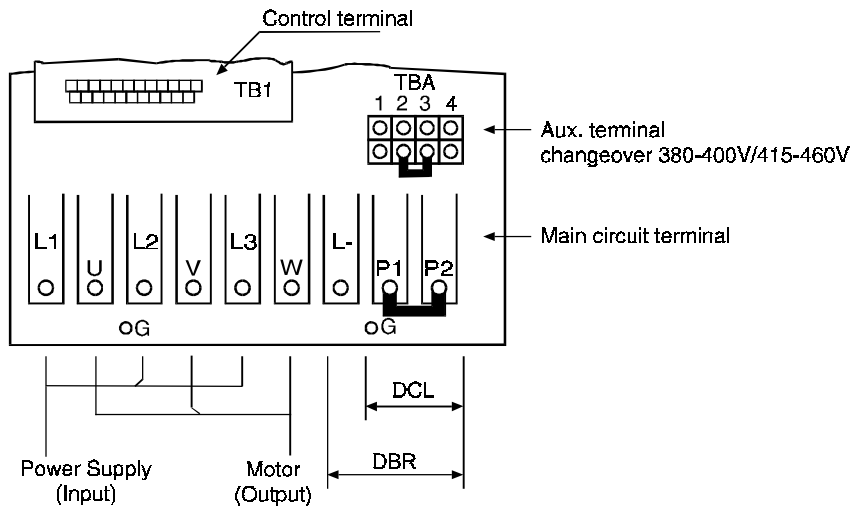 Control terminal
TB1
TBA
1 2 3 4
Aux. terminal
changeover 380-400V/415-460V
L1 U L2 V L3 W L- P1 P2
Main circuit terminal
G G
DCL
DBR
Power Supply
(Input)
Motor
(Output)